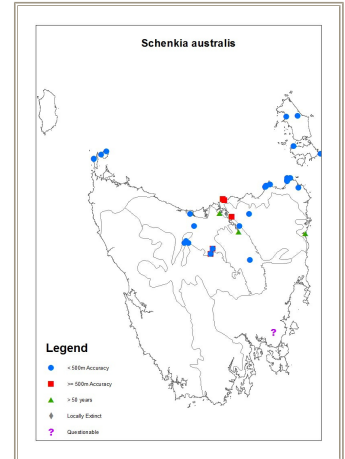 Schenkia australis
?
Legend
< 500m Accuracy
>= 500m Accuracy
> 50 years
Locally Extinct
? Questionable